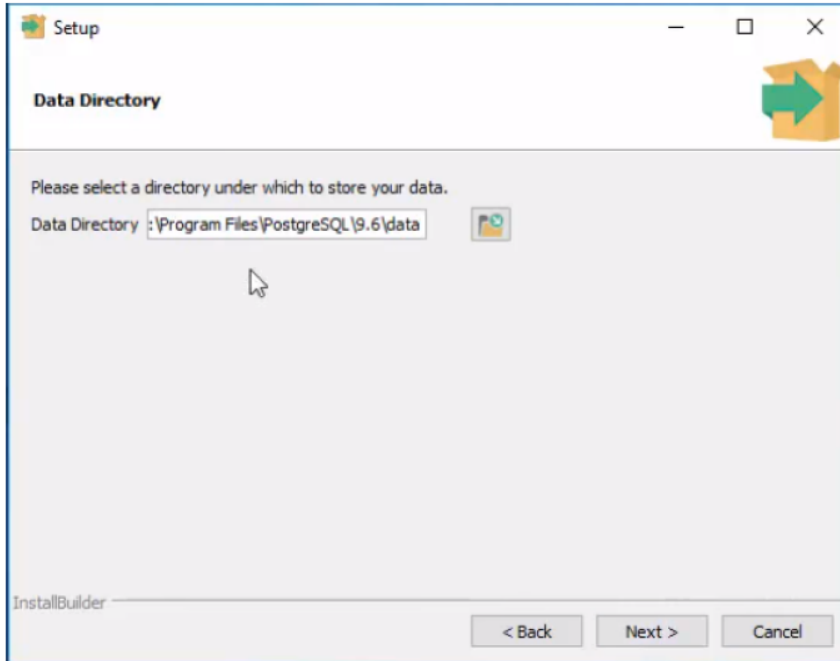 Setup
Data Directory
Please select a directory under which to store your data.
Data Directory :\Program Files\PostgreSQL\9.6\data
InstallBuilder
< Back Next > Cancel